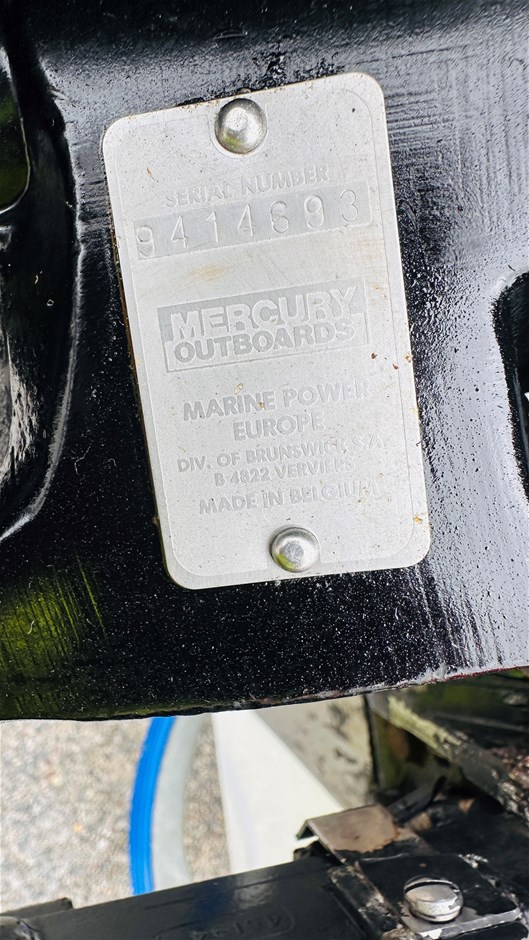 SERIAL NUMBER
9414693
MERCURY
OUTBOARDS
MARINE POWER
EUROPE
DIV. OF BRUNSWICK S.A.
B 4822 VERVIERS
MADE IN BELGIUM